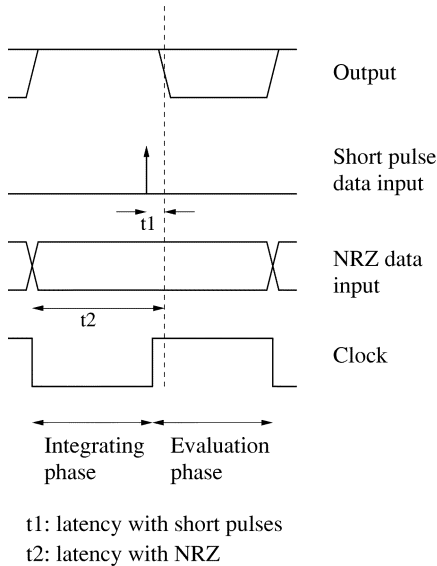 Output
Short pulse
data input
t1
NRZ data
input
t2
Clock
Integrating
phase
Evaluation
phase
t1: latency with short pulses
t2: latency with NRZ